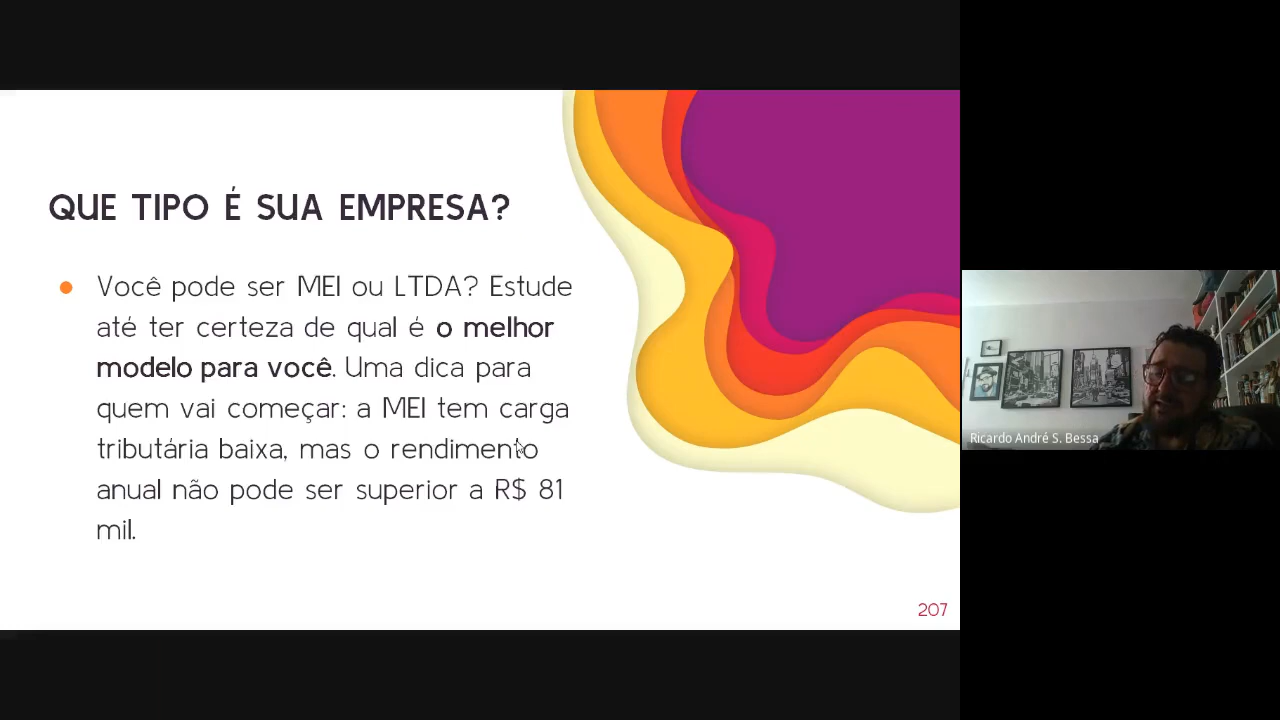 QUE TIPO É SUA EMPRESA?
Você pode ser MEI ou LTDA? Estude
até ter certeza de qual é o melhor
modelo para você. Uma dica para
quem vai começar: a MEI tem carga
tributária baixa, mas o rendimento
anual não pode ser superior a R$ 81
mil.
207
Ricardo André S. Bessa